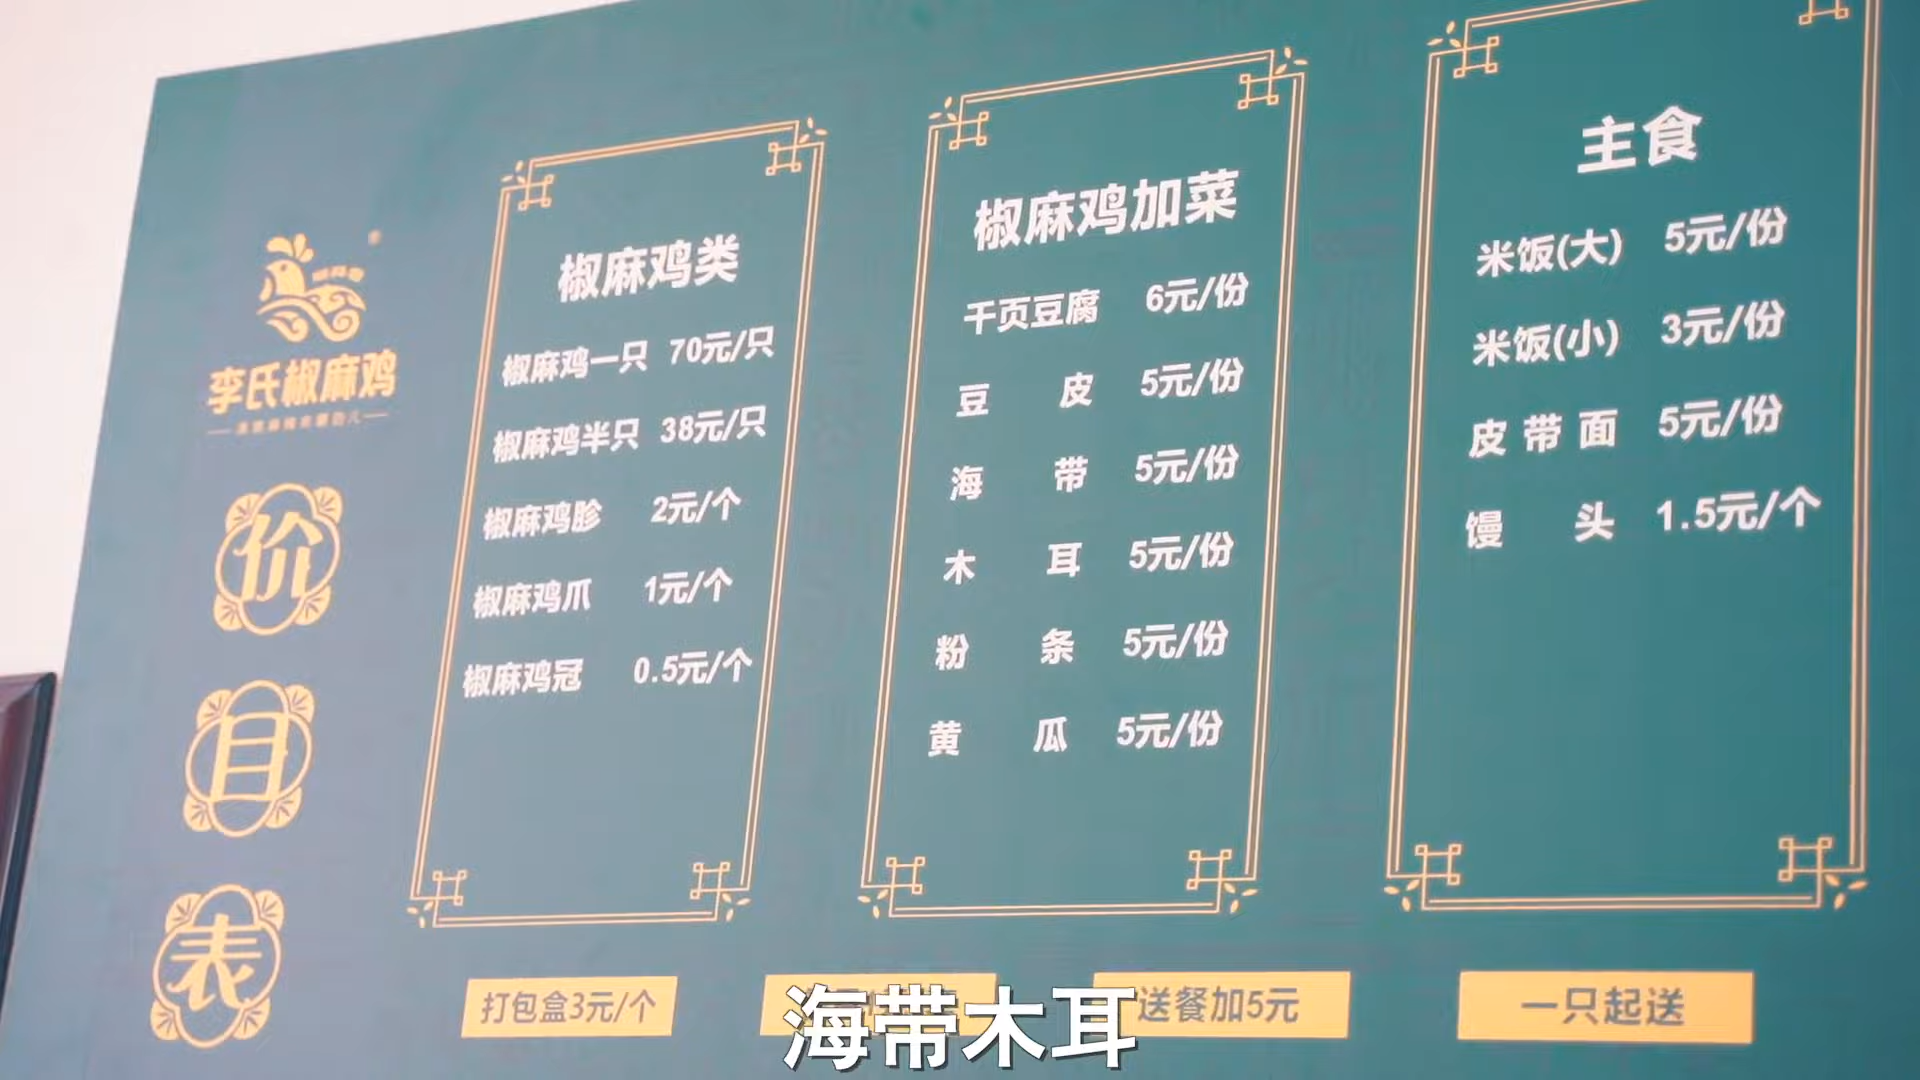 李氏椒麻鸡
价
目
表
椒麻鸡类
椒麻鸡一只 70元/只
椒麻鸡半只 38元/只
椒麻鸡胗 2元/个
椒麻鸡爪 1元/个
椒麻鸡冠 0.5元/个
椒麻鸡加菜
千页豆腐 6元/份
豆皮 5元/份
海带 5元/份
木耳 5元/份
粉条 5元/份
黄瓜 5元/份
主食
米饭(大) 5元/份
米饭(小) 3元/份
皮带面 5元/份
馒头 1.5元/个
打包盒3元/个
送餐加5元
一只起送
海带木耳